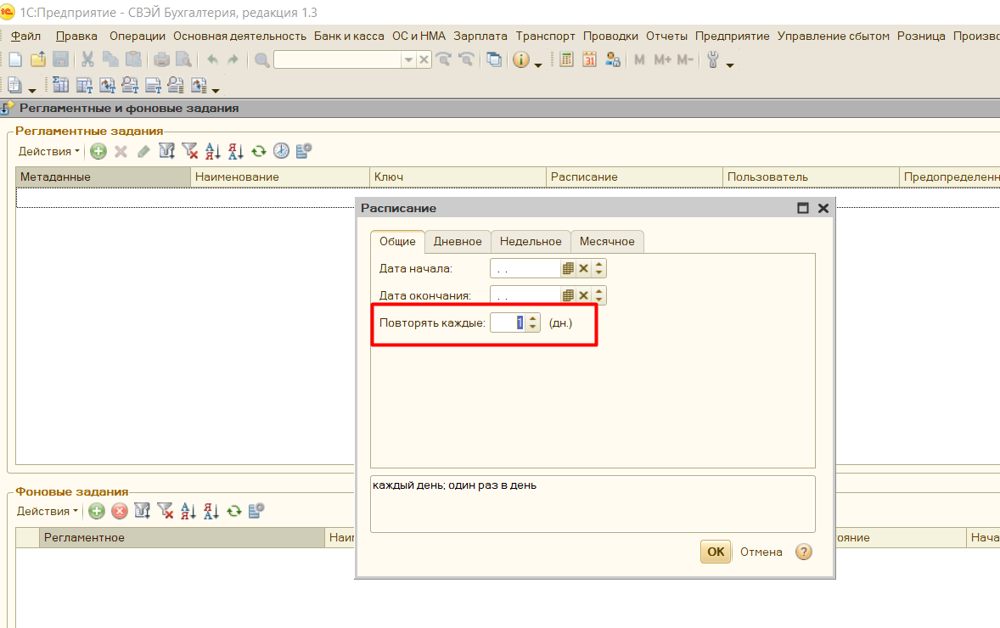 1С:Предприятие - СВЭЙ Бухгалтерия, редакция 1.3
Файл Правка Операции Основная деятельность Банк и касса ОС и НМА Зарплата Транспорт Проводки Отчеты Предприятие Управление сбытом Розница Произво
M M+ M-
Регламентные и фоновые задания
Регламентные задания
Действия
Метаданные Наименование Ключ Расписание Пользователь Предопределенн
Расписание
Общие Дневное Недельное Месячное
Дата начала: . .
Дата окончания: . .
Повторять каждые: 1 (дн.)
каждый день; один раз в день
OK Отмена
Фоновые задания
Действия
Регламентное Наи ояние Нача